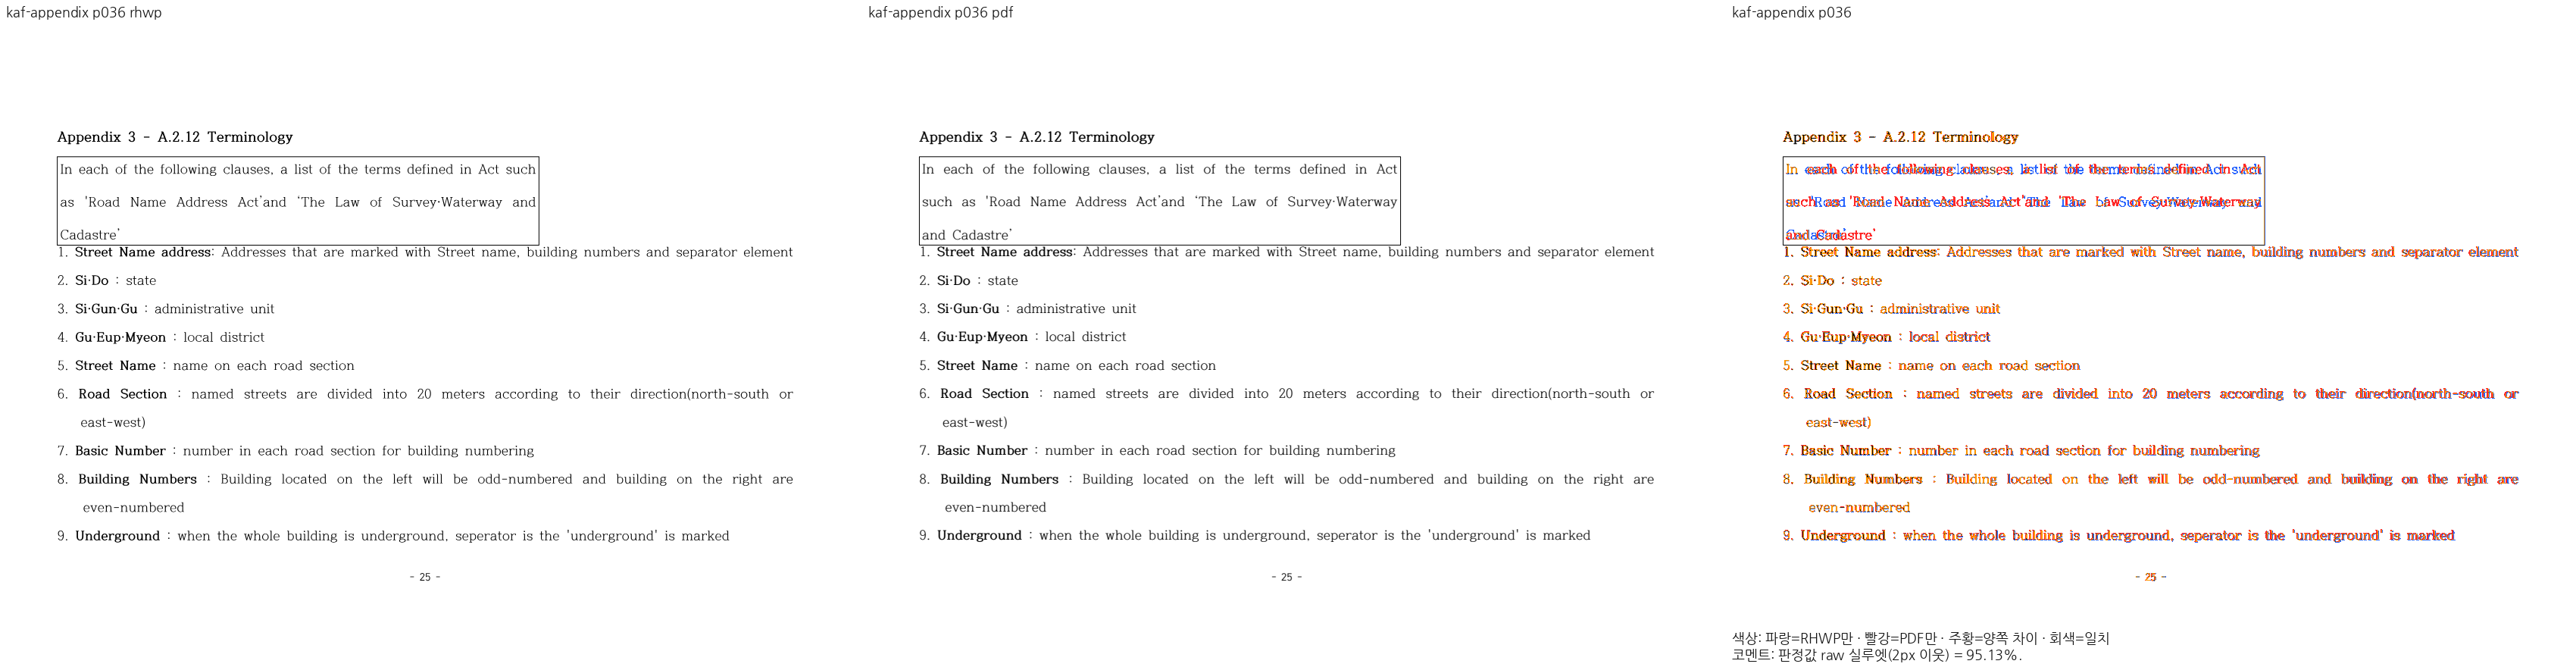 kaf-appendix p036 rhwp
Appendix 3 - A.2.12 Terminology
In each of the following clauses, a list of the terms defined in Act such
as 'Road Name Address Act'and 'The Law of Survey·Waterway and
Cadastre'
1. Street Name address: Addresses that are marked with Street name, building numbers and separator element
2. Si·Do : state
3. Si·Gun·Gu : administrative unit
4. Gu·Eup·Myeon : local district
5. Street Name : name on each road section
6. Road Section : named streets are divided into 20 meters according to their direction(north-south or
east-west)
7. Basic Number : number in each road section for building numbering
8. Building Numbers : Building located on the left will be odd-numbered and building on the right are
even-numbered
9. Underground : when the whole building is underground, seperator is the 'underground' is marked
- 25 -
kaf-appendix p036 pdf
Appendix 3 - A.2.12 Terminology
In each of the following clauses, a list of the terms defined in Act
such as 'Road Name Address Act'and 'The Law of Survey·Waterway
and Cadastre'
1. Street Name address: Addresses that are marked with Street name, building numbers and separator element
2. Si·Do : state
3. Si·Gun·Gu : administrative unit
4. Gu·Eup·Myeon : local district
5. Street Name : name on each road section
6. Road Section : named streets are divided into 20 meters according to their direction(north-south or
east-west)
7. Basic Number : number in each road section for building numbering
8. Building Numbers : Building located on the left will be odd-numbered and building on the right are
even-numbered
9. Underground : when the whole building is underground, seperator is the 'underground' is marked
- 25 -
kaf-appendix p036
Appendix 3 - A.2.12 Terminology
1. Street Name address: Addresses that are marked with Street name, building numbers and separator element
2. Si·Do : state
3. Si·Gun·Gu : administrative unit
4. Gu·Eup·Myeon : local district
5. Street Name : name on each road section
6. Road Section : named streets are divided into 20 meters according to their direction(north-south or
east-west)
7. Basic Number : number in each road section for building numbering
8. Building Numbers : Building located on the left will be odd-numbered and building on the right are
even-numbered
9. Underground : when the whole building is underground, seperator is the 'underground' is marked
- 25 -
색상: 파랑=RHWP만 · 빨강=PDF만 · 주황=양쪽 차이 · 회색=일치
코멘트: 판정값 raw 실루엣(2px 이웃) = 95.13%.